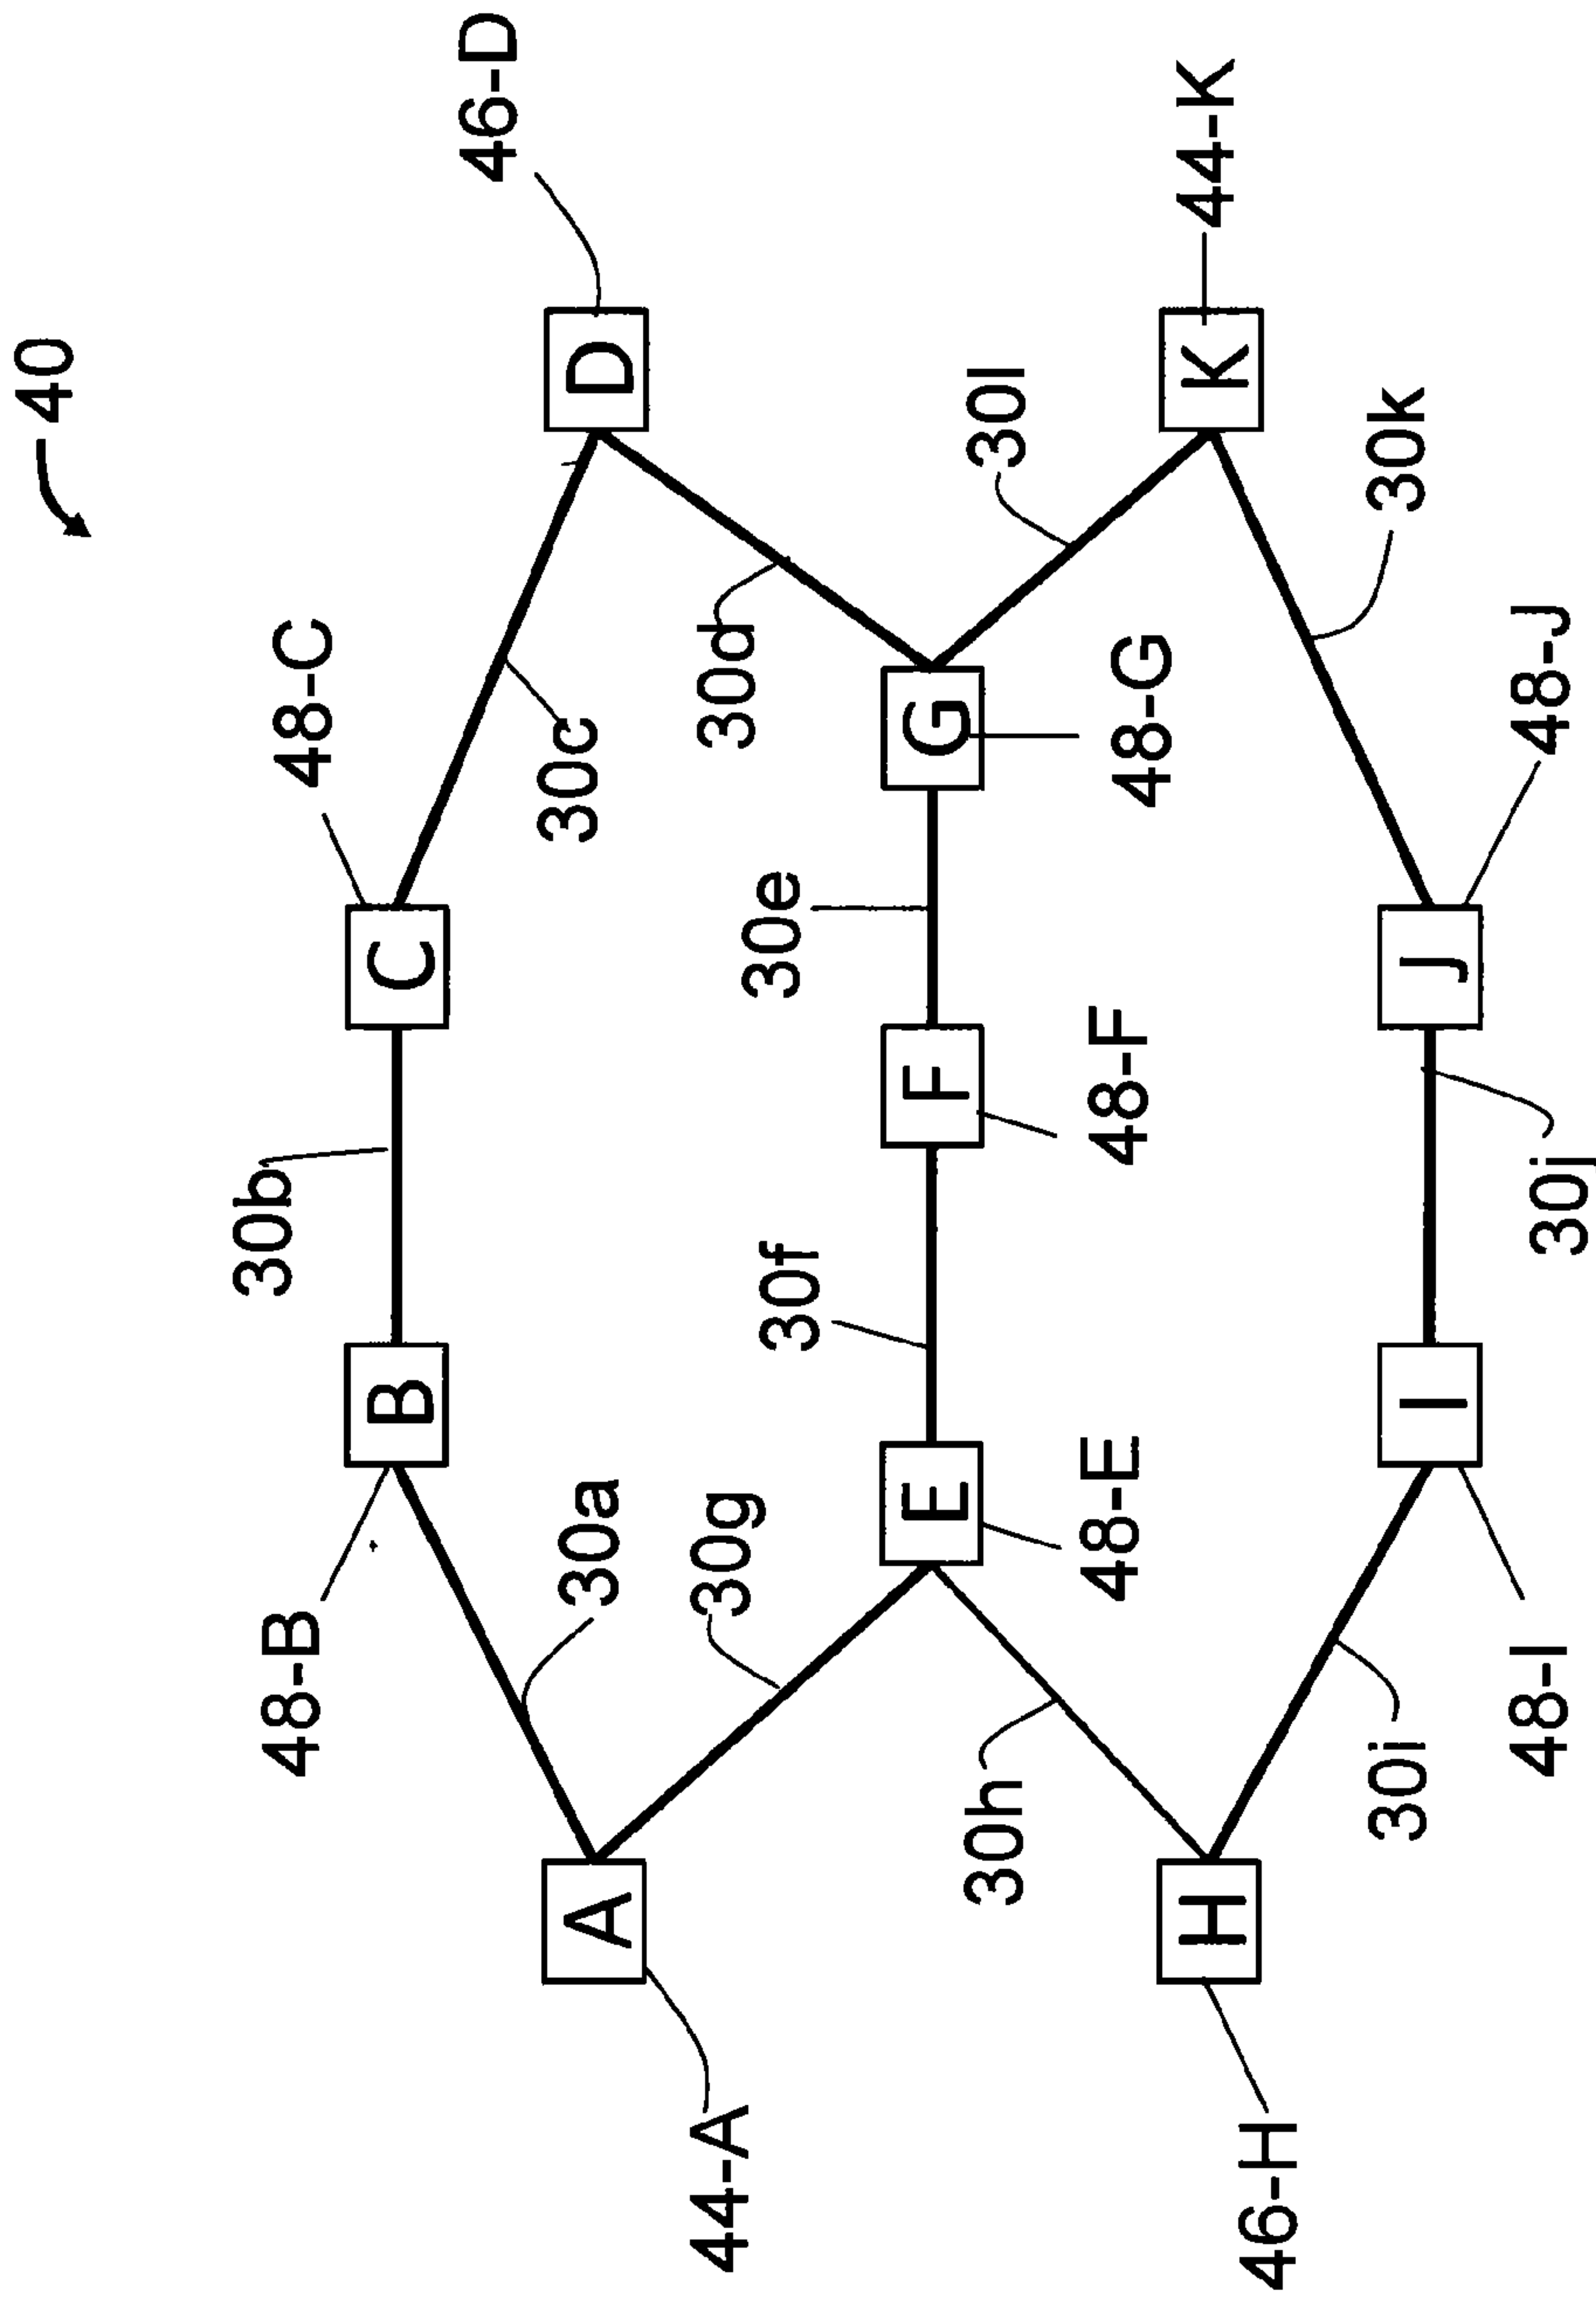 40
48-B
30b
48-C
B
C
30a
30c
46-D
A
D
44-A
30g
30f
30e
30d
E
F
G
48-E
48-F
48-G
30h
30l
H
K
46-H
44-K
30i
30k
I
J
48-I
30j
48-J